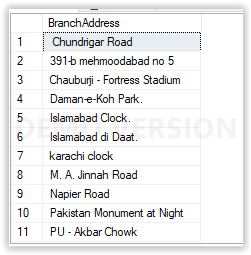 BranchAddress
1 Chundrigar Road
2 391-b mehmoodabad no 5
3 Chauburji - Fortress Stadium
4 Daman-e-Koh Park.
5 Islamabad Clock.
6 Islamabad di Daat.
7 karachi clock
8 M. A. Jinnah Road
9 Napier Road
10 Pakistan Monument at Night
11 PU - Akbar Chowk